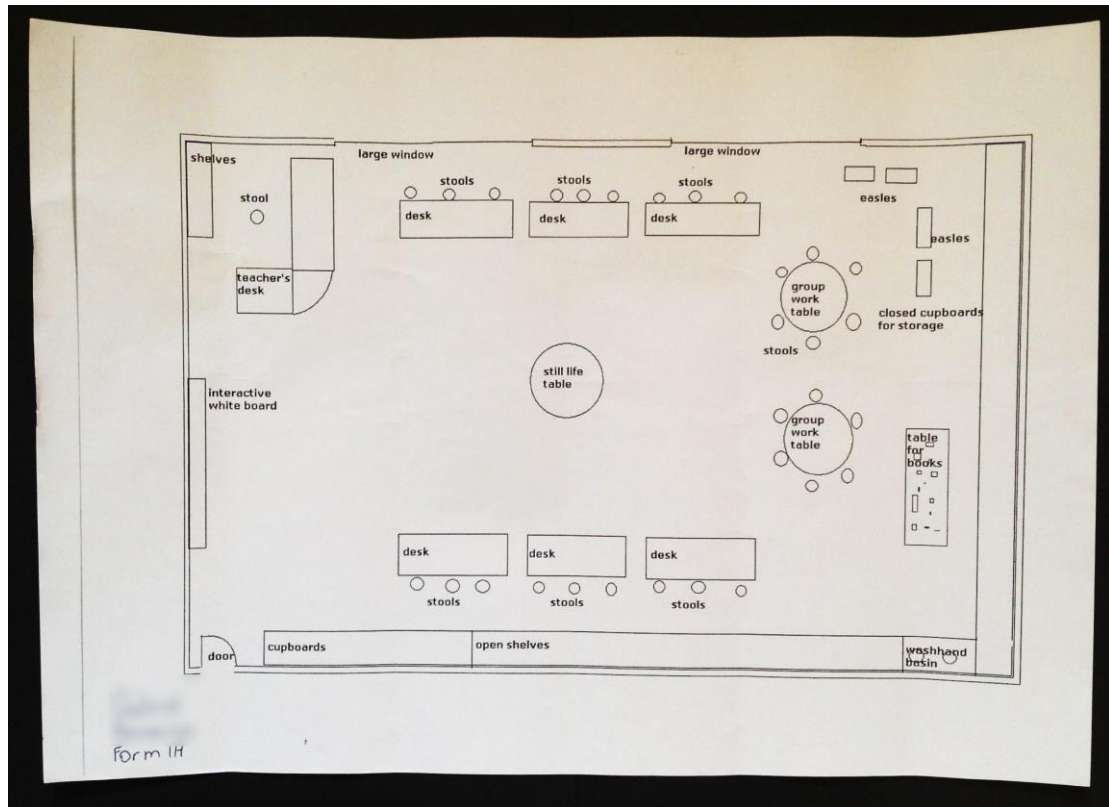 large window
large window
shelves
stools
stools
stools
stool
easles
desk
desk
desk
easles
teacher's
desk
group
work
table
closed cupboards
for storage
stools
still life
table
interactive
white board
group
work
table
table
for
books
desk
desk
desk
stools
stools
stools
door
cupboards
open shelves
washhand
basin
Form 1H